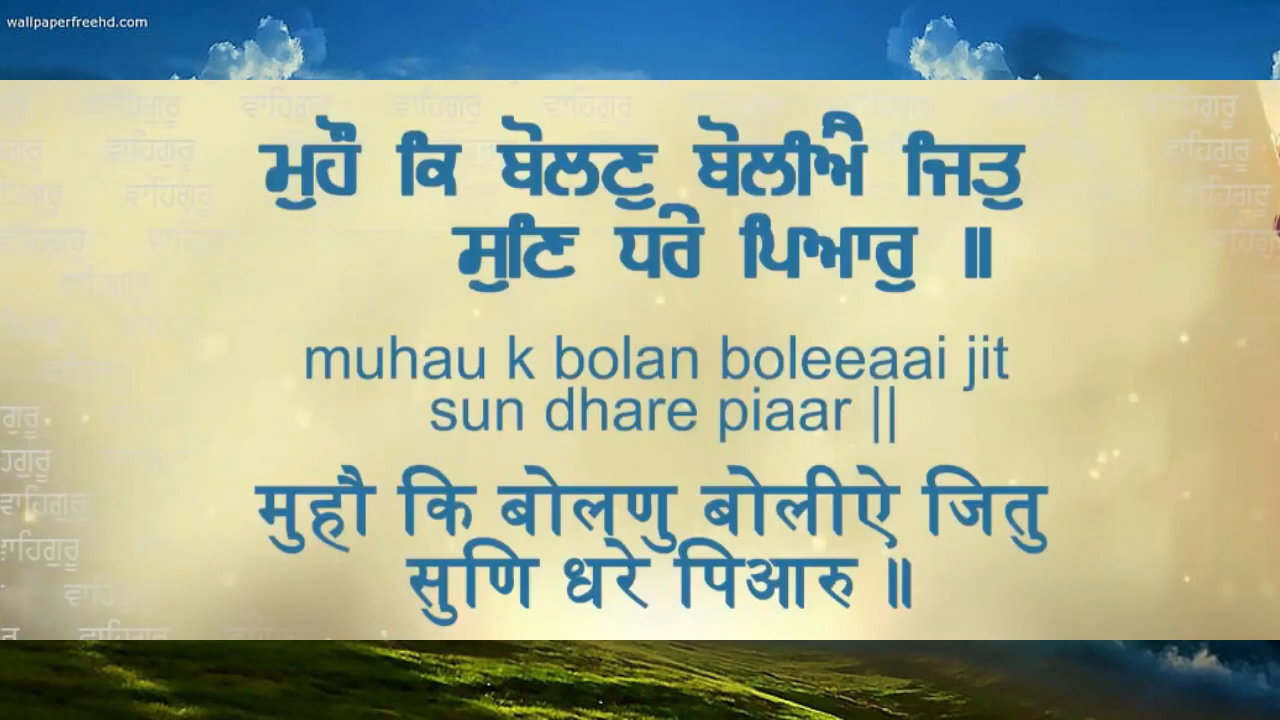 wallpaperfreehd.com
ਮੁਹੌ ਕਿ ਬੋਲਣੁ ਬੋਲੀਐ ਜਿਤੁ
ਸੁਣਿ ਧਰੇ ਪਿਆਰੁ ॥
muhau k bolan boleeaai jit
sun dhare piaar ||
मुहौ कि बोलणु बोलीऐ जितु
सुणि धरे पिआरु ॥